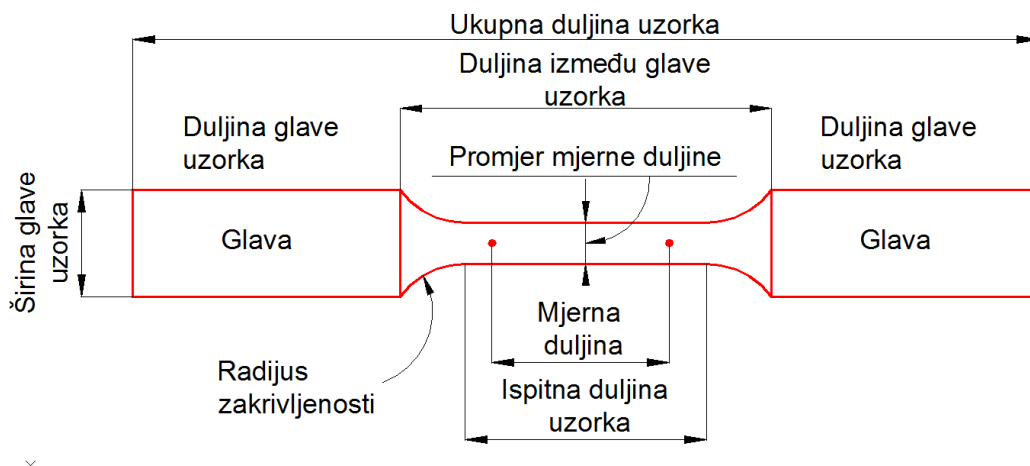 Ukupna duljina uzorka
Duljina između glave
uzorka
Duljina glave
uzorka
Duljina glave
uzorka
Promjer mjerne duljine
Širina glave
uzorka
Glava
Glava
Mjerna
duljina
Radijus
zakrivljenosti
Ispitna duljina
uzorka